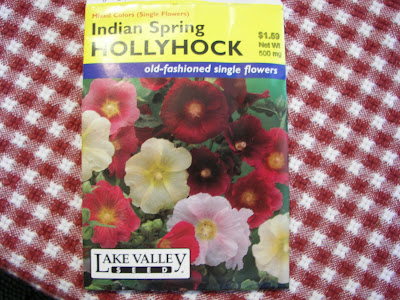 Mixed Colors (Single Flowers)
Indian Spring
HOLLYHOCK
$1.59
Net Wt
500 mg
old-fashioned single flowers
LAKE VALLEY
SEED